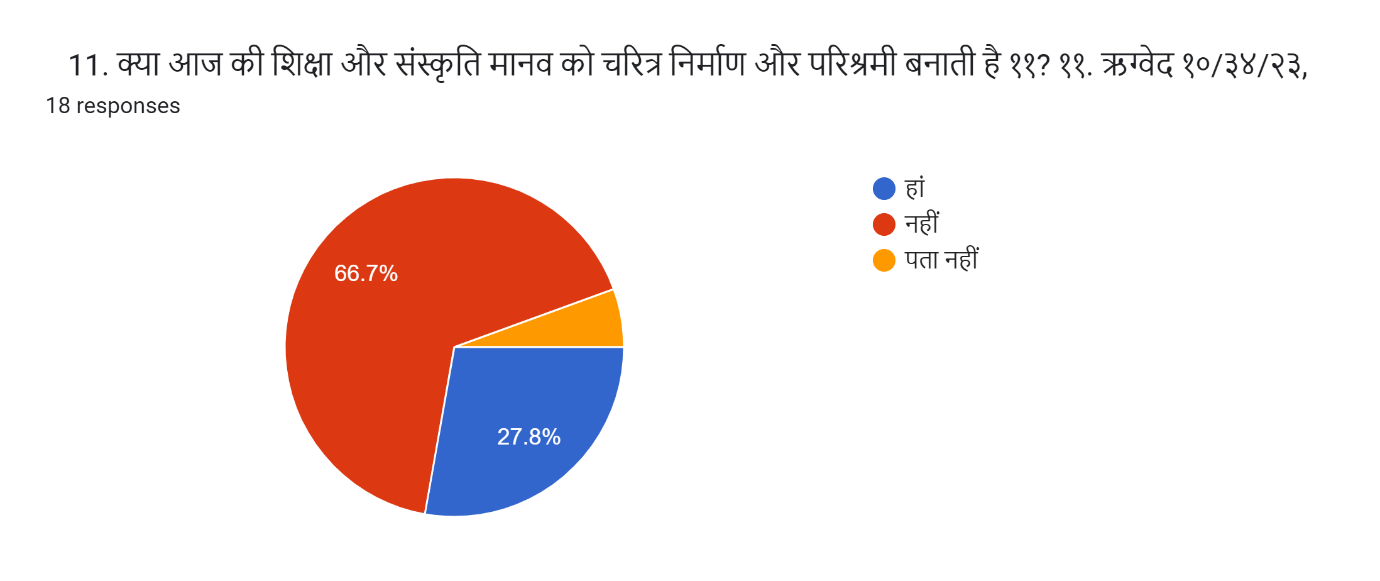 11. क्या आज की शिक्षा और संस्कृति मानव को चरित्र निर्माण और परिश्रमी बनाती है ११? ११. ऋग्वेद १०/३४/२३,
18 responses
हां
नहीं
पता नहीं
66.7%
27.8%